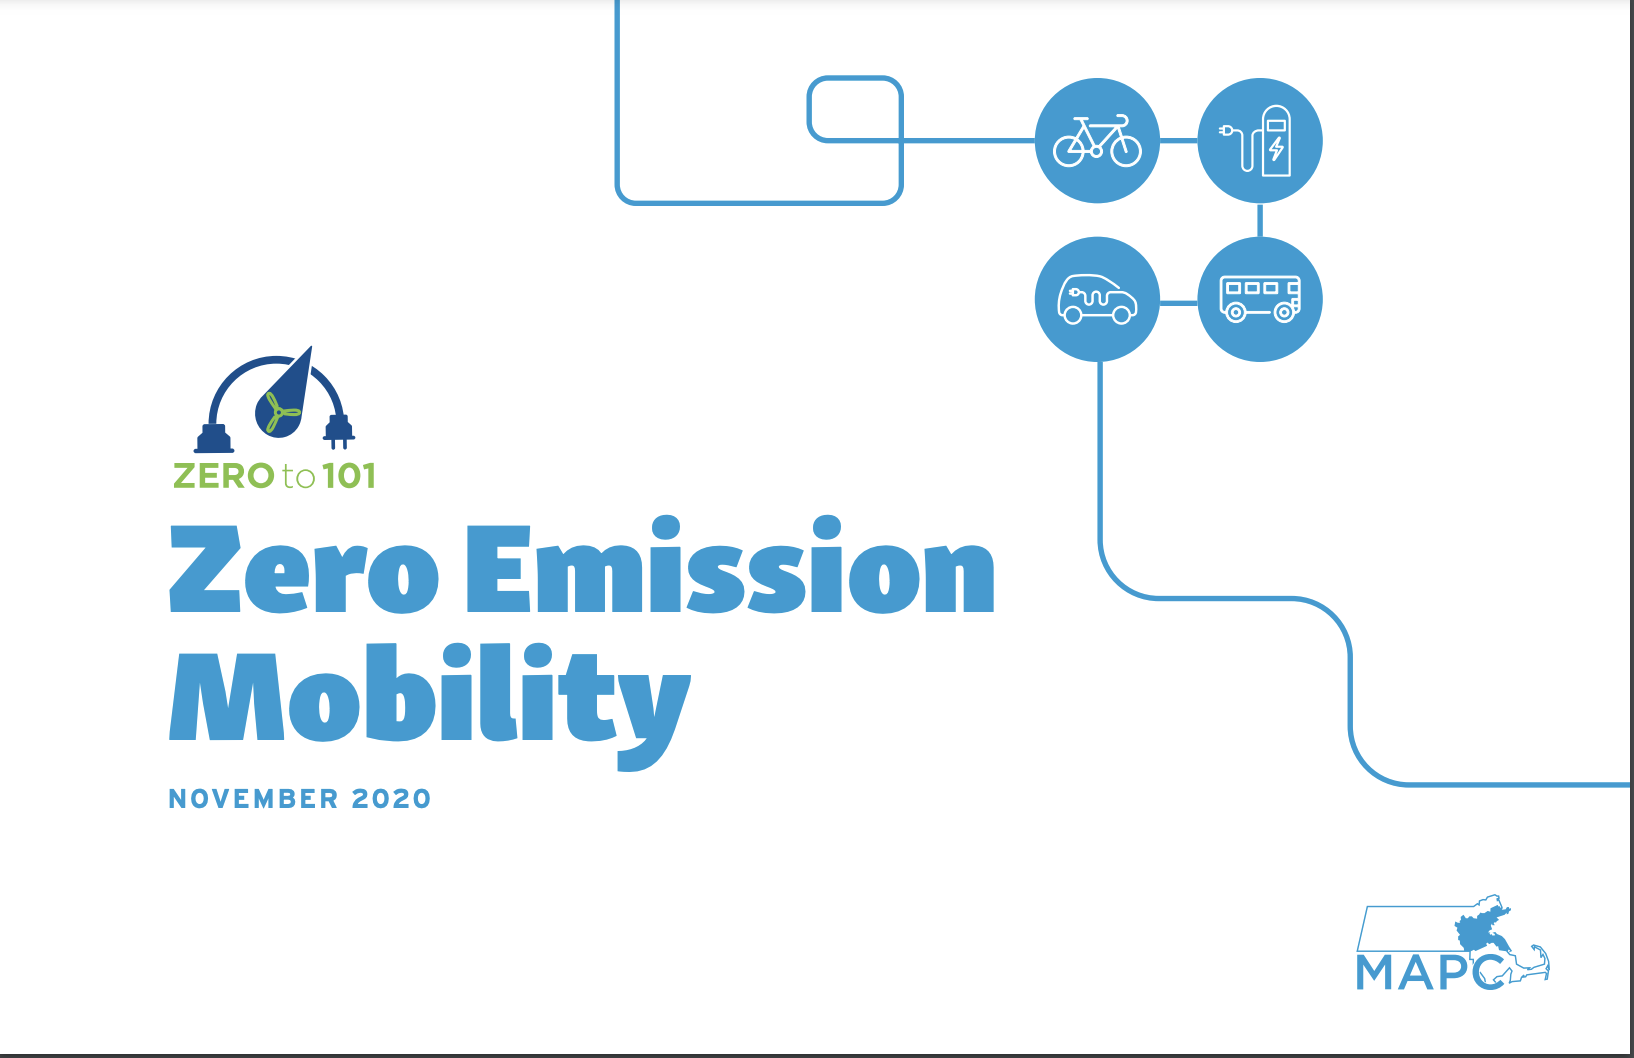 ZERO to 101
Zero Emission
Mobility
NOVEMBER 2020
MAPC